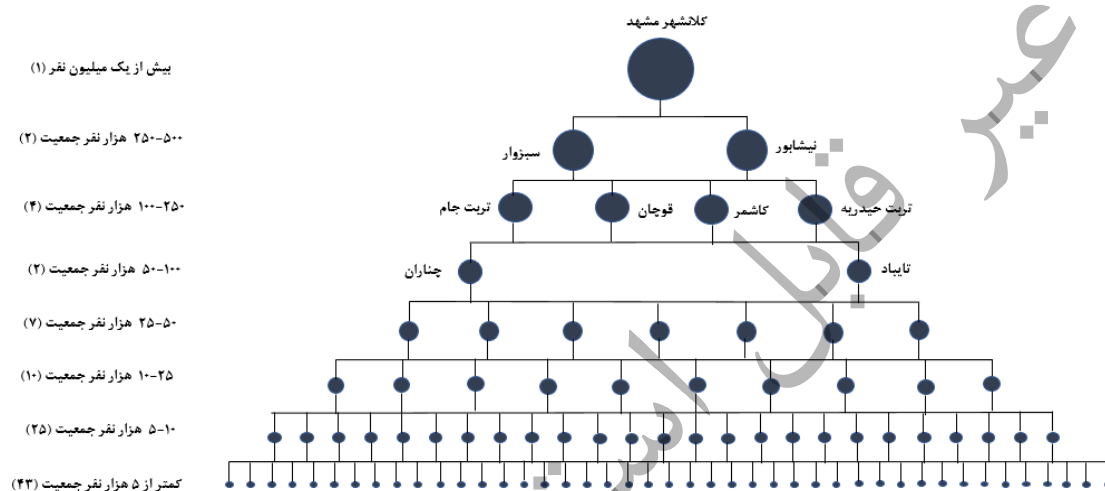 کلانشهر مشهد
بیش از یک میلیون نفر (۱)
۲۵۰-۵۰۰ هزار نفر جمعیت (۲)
نیشابور
سبزوار
۱۰۰-۲۵۰ هزار نفر جمعیت (۴)
تربت حیدریه
کاشمر
قوچان
تربت جام
۵۰-۱۰۰ هزار نفر جمعیت (۲)
تایباد
چناران
۲۵-۵۰ هزار نفر جمعیت (۷)
۱۰-۲۵ هزار نفر جمعیت (۱۰)
۵-۱۰ هزار نفر جمعیت (۲۵)
کمتر از ۵ هزار نفر جمعیت (۴۳)
غیر قابل